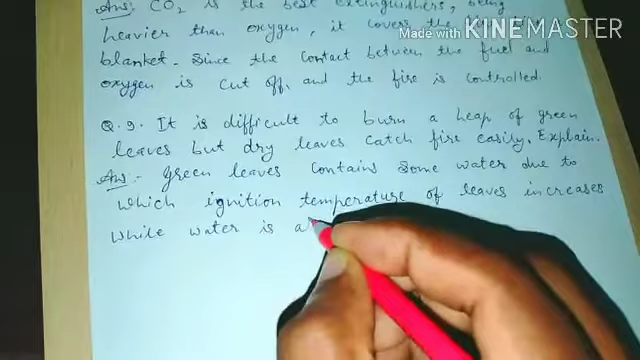 Ans: CO2 is the best extinguishers, being
heavier than oxygen, it covers the fire like
blanket. Since the contact between the fuel and
oxygen is cut off, and the fire is controlled.
Q.9. It is difficult to burn a heap of green
leaves but dry leaves catch fire easily. Explain.
Ans:- Green leaves contains some water due to
which ignition temperature of leaves increases
while water is a
Made with KINEMASTER